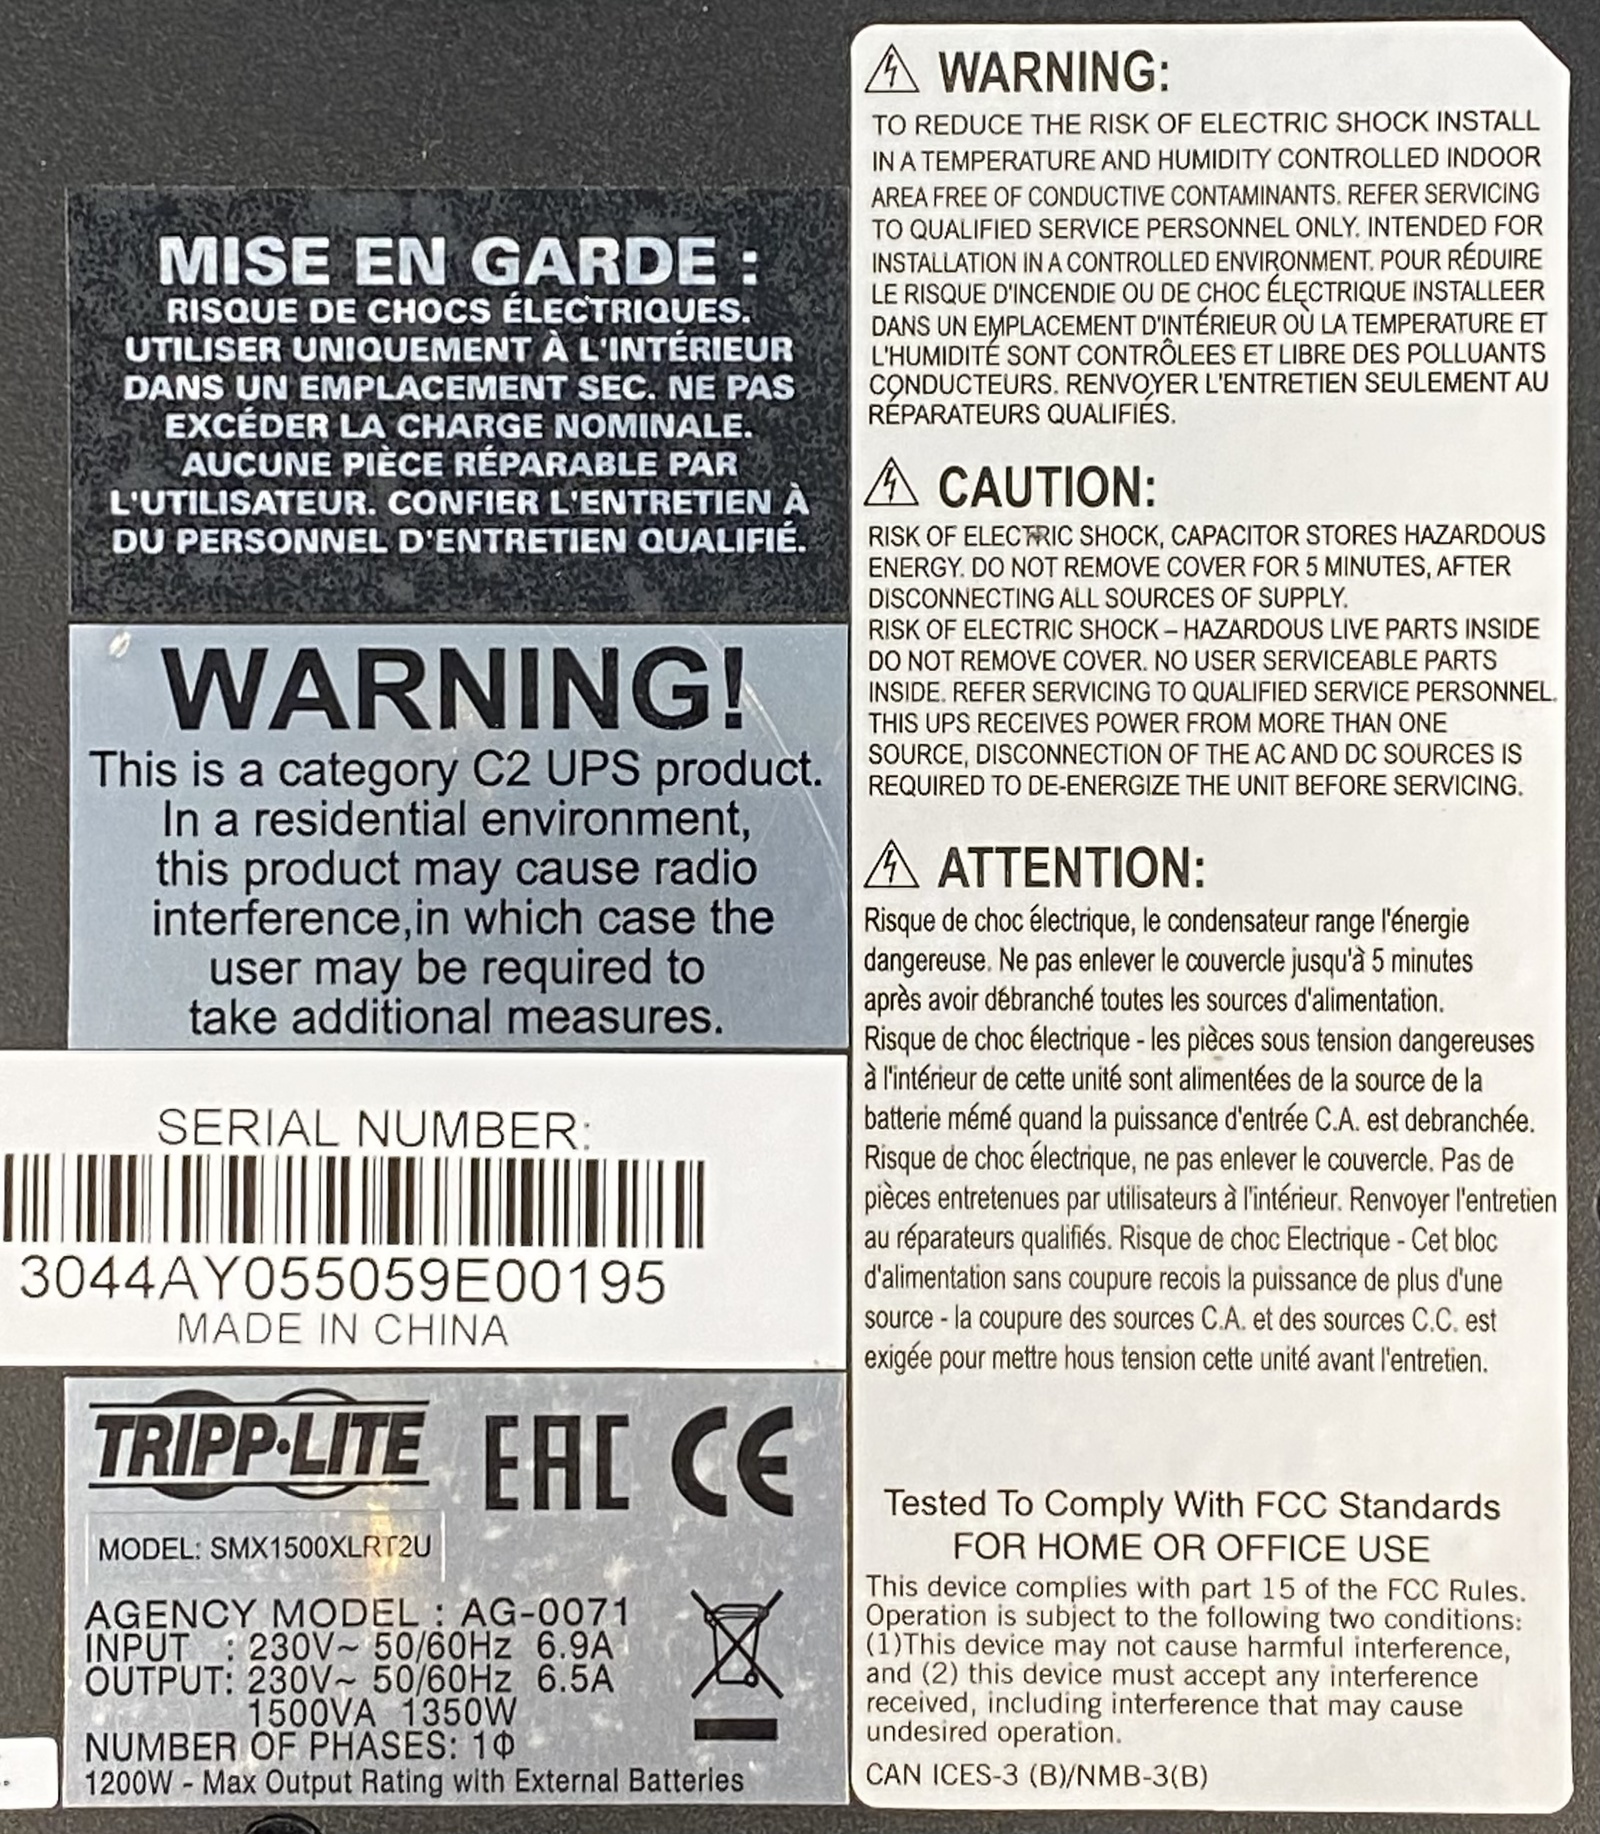 MISE EN GARDE :
RISQUE DE CHOCS ÉLECTRIQUES.
UTILISER UNIQUEMENT À L'INTÉRIEUR
DANS UN EMPLACEMENT SEC. NE PAS
EXCÉDER LA CHARGE NOMINALE.
AUCUNE PIÈCE RÉPARABLE PAR
L'UTILISATEUR. CONFIER L'ENTRETIEN À
DU PERSONNEL D'ENTRETIEN QUALIFIÉ.
WARNING!
This is a category C2 UPS product.
In a residential environment,
this product may cause radio
interference,in which case the
user may be required to
take additional measures.
SERIAL NUMBER:
3044AY055059E00195
MADE IN CHINA
TRIPP·LITE
EAC CE
MODEL: SMX1500XLRT2U
AGENCY MODEL : AG-0071
INPUT : 230V~ 50/60Hz 6.9A
OUTPUT: 230V~ 50/60Hz 6.5A
1500VA 1350W
NUMBER OF PHASES: 1Φ
1200W - Max Output Rating with External Batteries
WARNING:
TO REDUCE THE RISK OF ELECTRIC SHOCK INSTALL
IN A TEMPERATURE AND HUMIDITY CONTROLLED INDOOR
AREA FREE OF CONDUCTIVE CONTAMINANTS. REFER SERVICING
TO QUALIFIED SERVICE PERSONNEL ONLY. INTENDED FOR
INSTALLATION IN A CONTROLLED ENVIRONMENT. POUR RÉDUIRE
LE RISQUE D'INCENDIE OU DE CHOC ÉLECTRIQUE INSTALLEER
DANS UN EMPLACEMENT D'INTÉRIEUR OÙ LA TEMPERATURE ET
L'HUMIDITÉ SONT CONTRÔLEES ET LIBRE DES POLLUANTS
CONDUCTEURS. RENVOYER L'ENTRETIEN SEULEMENT AU
RÉPARATEURS QUALIFIÉS.
CAUTION:
RISK OF ELECTRIC SHOCK, CAPACITOR STORES HAZARDOUS
ENERGY. DO NOT REMOVE COVER FOR 5 MINUTES, AFTER
DISCONNECTING ALL SOURCES OF SUPPLY.
RISK OF ELECTRIC SHOCK – HAZARDOUS LIVE PARTS INSIDE
DO NOT REMOVE COVER. NO USER SERVICEABLE PARTS
INSIDE. REFER SERVICING TO QUALIFIED SERVICE PERSONNEL.
THIS UPS RECEIVES POWER FROM MORE THAN ONE
SOURCE, DISCONNECTION OF THE AC AND DC SOURCES IS
REQUIRED TO DE-ENERGIZE THE UNIT BEFORE SERVICING.
ATTENTION:
Risque de choc électrique, le condensateur range l'énergie
dangereuse. Ne pas enlever le couvercle jusqu'à 5 minutes
après avoir débranché toutes les sources d'alimentation.
Risque de choc électrique - les pièces sous tension dangereuses
à l'intérieur de cette unité sont alimentées de la source de la
batterie mémé quand la puissance d'entrée C.A. est debranchée.
Risque de choc électrique, ne pas enlever le couvercle. Pas de
pièces entretenues par utilisateurs à l'intérieur. Renvoyer l'entretien
au réparateurs qualifiés. Risque de choc Electrique - Cet bloc
d'alimentation sans coupure recois la puissance de plus d'une
source - la coupure des sources C.A. et des sources C.C. est
exigée pour mettre hous tension cette unité avant l'entretien.
Tested To Comply With FCC Standards
FOR HOME OR OFFICE USE
This device complies with part 15 of the FCC Rules.
Operation is subject to the following two conditions:
(1)This device may not cause harmful interference,
and (2) this device must accept any interference
received, including interference that may cause
undesired operation.
CAN ICES-3 (B)/NMB-3(B)